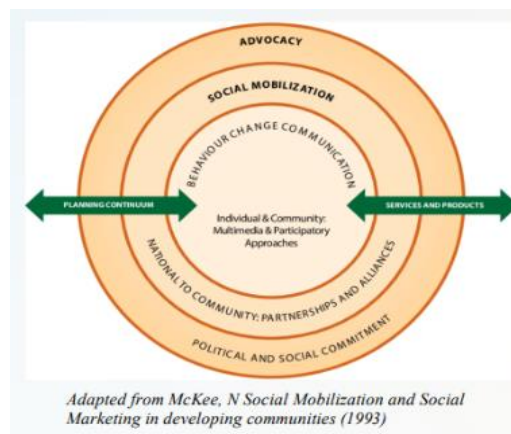 ADVOCACY
SOCIAL MOBILIZATION
BEHAVIOUR CHANGE COMMUNICATION
PLANNING CONTINUUM
SERVICES AND PRODUCTS
Individual & Community:
Multimedia & Participatory
Approaches
NATIONAL TO COMMUNITY: PARTNERSHIPS AND ALLIANCES
POLITICAL AND SOCIAL COMMITMENT
Adapted from McKee, N Social Mobilization and Social
Marketing in developing communities (1993)